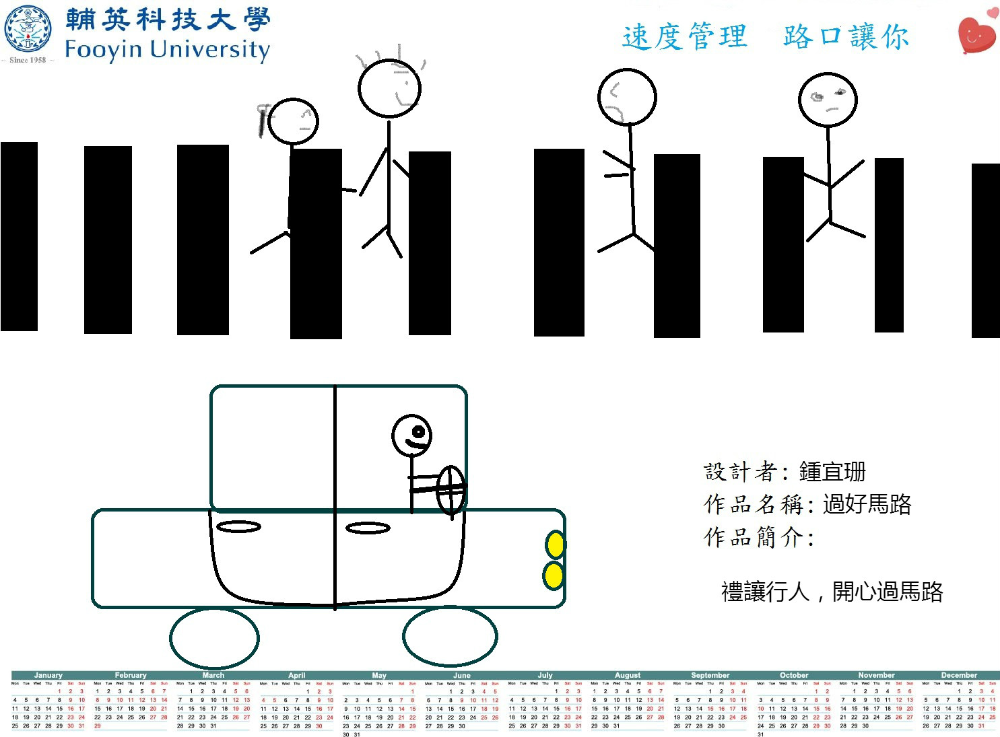 輔英科技大學
Fooyin University
~ Since 1958 ~
速度管理 路口讓你
設計者：鍾宜珊
作品名稱：過好馬路
作品簡介：
禮讓行人，開心過馬路
January
Mon Tue Wed Thu Fri Sat Sun
1 2 3
4 5 6 7 8 9 10
11 12 13 14 15 16 17
18 19 20 21 22 23 24
25 26 27 28 29 30 31
February
Mon Tue Wed Thu Fri Sat Sun
1 2 3 4 5 6 7
8 9 10 11 12 13 14
15 16 17 18 19 20 21
22 23 24 25 26 27 28
29
March
Mon Tue Wed Thu Fri Sat Sun
1 2 3 4 5 6
7 8 9 10 11 12 13
14 15 16 17 18 19 20
21 22 23 24 25 26 27
28 29 30 31
April
Mon Tue Wed Thu Fri Sat Sun
1 2 3
4 5 6 7 8 9 10
11 12 13 14 15 16 17
18 19 20 21 22 23 24
25 26 27 28 29 30
May
Mon Tue Wed Thu Fri Sat Sun
1
2 3 4 5 6 7 8
9 10 11 12 13 14 15
16 17 18 19 20 21 22
23 24 25 26 27 28 29
30 31
June
Mon Tue Wed Thu Fri Sat Sun
1 2 3 4 5
6 7 8 9 10 11 12
13 14 15 16 17 18 19
20 21 22 23 24 25 26
27 28 29 30
July
Mon Tue Wed Thu Fri Sat Sun
1 2 3
4 5 6 7 8 9 10
11 12 13 14 15 16 17
18 19 20 21 22 23 24
25 26 27 28 29 30 31
August
Mon Tue Wed Thu Fri Sat Sun
1 2 3 4 5 6 7
8 9 10 11 12 13 14
15 16 17 18 19 20 21
22 23 24 25 26 27 28
29 30 31
September
Mon Tue Wed Thu Fri Sat Sun
1 2 3 4
5 6 7 8 9 10 11
12 13 14 15 16 17 18
19 20 21 22 23 24 25
26 27 28 29 30
October
Mon Tue Wed Thu Fri Sat Sun
1 2
3 4 5 6 7 8 9
10 11 12 13 14 15 16
17 18 19 20 21 22 23
24 25 26 27 28 29 30
31
November
Mon Tue Wed Thu Fri Sat Sun
1 2 3 4 5 6
7 8 9 10 11 12 13
14 15 16 17 18 19 20
21 22 23 24 25 26 27
28 29 30
December
Mon Tue Wed Thu Fri Sat Sun
1 2 3 4
5 6 7 8 9 10 11
12 13 14 15 16 17 18
19 20 21 22 23 24 25
26 27 28 29 30 31